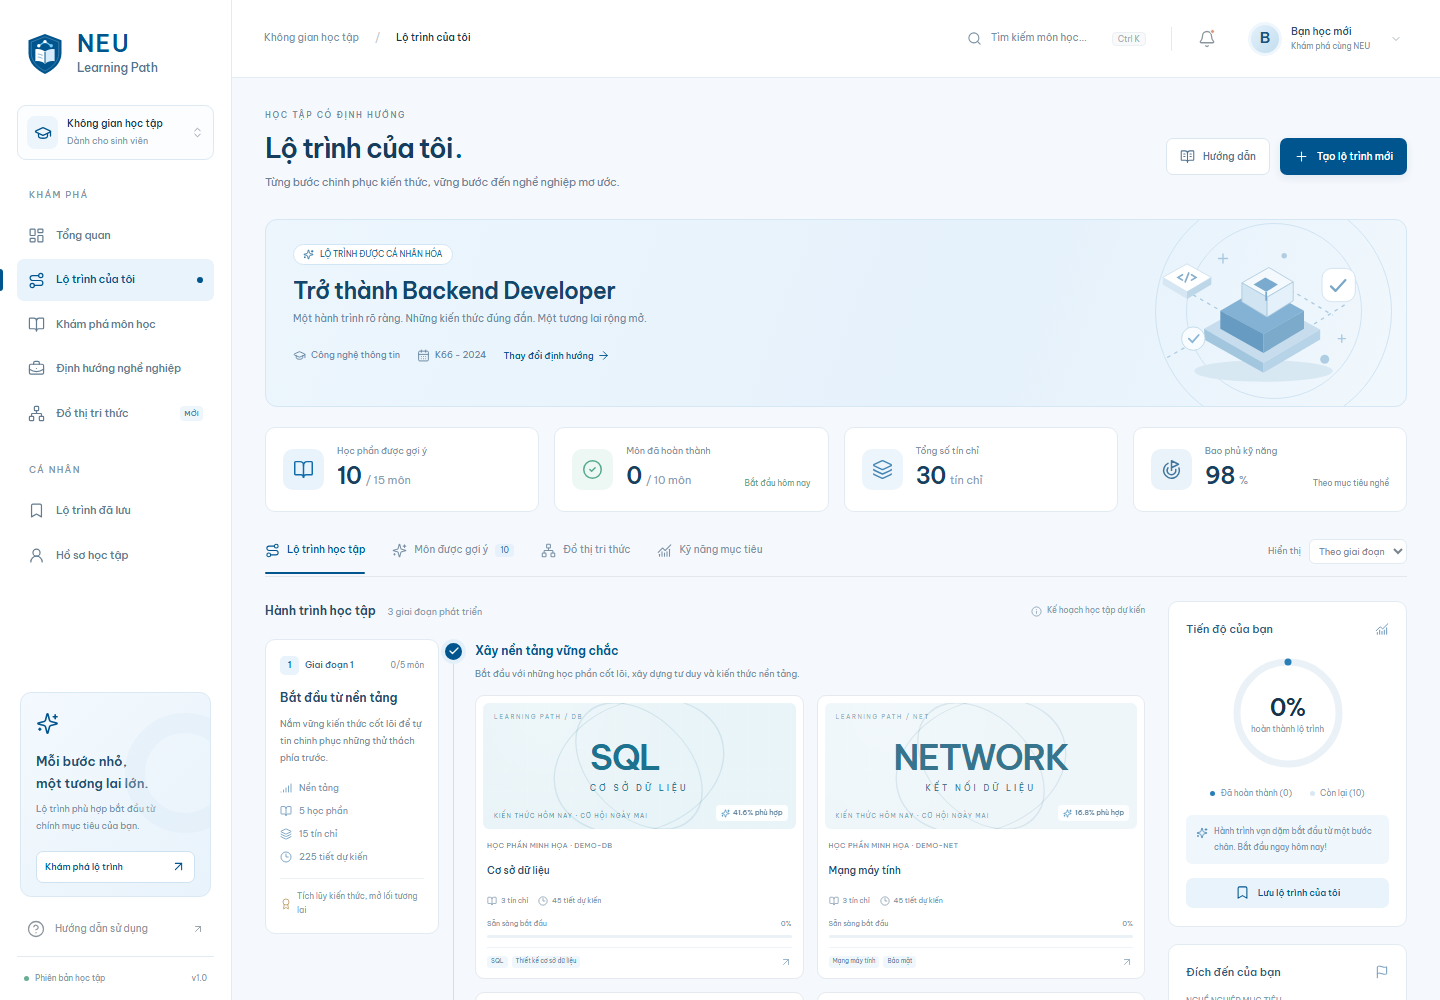 NEU
Learning Path
Không gian học tập
Dành cho sinh viên
KHÁM PHÁ
Tổng quan
Lộ trình của tôi
Khám phá môn học
Định hướng nghề nghiệp
Đồ thị tri thức
MỚI
CÁ NHÂN
Lộ trình đã lưu
Hồ sơ học tập
Mỗi bước nhỏ,
một tương lai lớn.
Lộ trình phù hợp bắt đầu từ
chính mục tiêu của bạn.
Khám phá lộ trình
Hướng dẫn sử dụng
Phiên bản học tập
v1.0
Không gian học tập / Lộ trình của tôi
Tìm kiếm môn học...
Ctrl K
B
Bạn học mới
Khám phá cùng NEU
HỌC TẬP CÓ ĐỊNH HƯỚNG
Lộ trình của tôi.
Từng bước chinh phục kiến thức, vững bước đến nghề nghiệp mơ ước.
Hướng dẫn
Tạo lộ trình mới
LỘ TRÌNH ĐƯỢC CÁ NHÂN HÓA
Trở thành Backend Developer
Một hành trình rõ ràng. Những kiến thức đúng đắn. Một tương lai rộng mở.
Công nghệ thông tin
K66 - 2024
Thay đổi định hướng
</>
Học phần được gợi ý
10 / 15 môn
Môn đã hoàn thành
0 / 10 môn
Bắt đầu hôm nay
Tổng số tín chỉ
30 tín chỉ
Bao phủ kỹ năng
98 %
Theo mục tiêu nghề
Lộ trình học tập
Môn được gợi ý 10
Đồ thị tri thức
Kỹ năng mục tiêu
Hiển thị
Theo giai đoạn
Hành trình học tập
3 giai đoạn phát triển
Kế hoạch học tập dự kiến
1
Giai đoạn 1
0/5 môn
Bắt đầu từ nền tảng
Nắm vững kiến thức cốt lõi để tự
tin chinh phục những thử thách
phía trước.
Nền tảng
5 học phần
15 tín chỉ
225 tiết dự kiến
Tích lũy kiến thức, mở lối tương
lai
Xây nền tảng vững chắc
Bắt đầu với những học phần cốt lõi, xây dựng tư duy và kiến thức nền tảng.
LEARNING PATH / DB
SQL
CƠ SỞ DỮ LIỆU
KIẾN THỨC HÔM NAY · CƠ HỘI NGÀY MAI
41.6% phù hợp
HỌC PHẦN MINH HỌA · DEMO-DB
Cơ sở dữ liệu
3 tín chỉ
45 tiết dự kiến
Sẵn sàng bắt đầu
0%
SQL
Thiết kế cơ sở dữ liệu
LEARNING PATH / NET
NETWORK
KẾT NỐI DỮ LIỆU
KIẾN THỨC HÔM NAY · CƠ HỘI NGÀY MAI
16.8% phù hợp
HỌC PHẦN MINH HỌA · DEMO-NET
Mạng máy tính
3 tín chỉ
45 tiết dự kiến
Sẵn sàng bắt đầu
0%
Mạng máy tính
Bảo mật
Tiến độ của bạn
0%
hoàn thành lộ trình
Đã hoàn thành (0)
Còn lại (10)
Hành trình vạn dặm bắt đầu từ một bước
chân. Bắt đầu ngay hôm nay!
Lưu lộ trình của tôi
Đích đến của bạn
NGHỀ NGHIỆP MỤC TIÊU